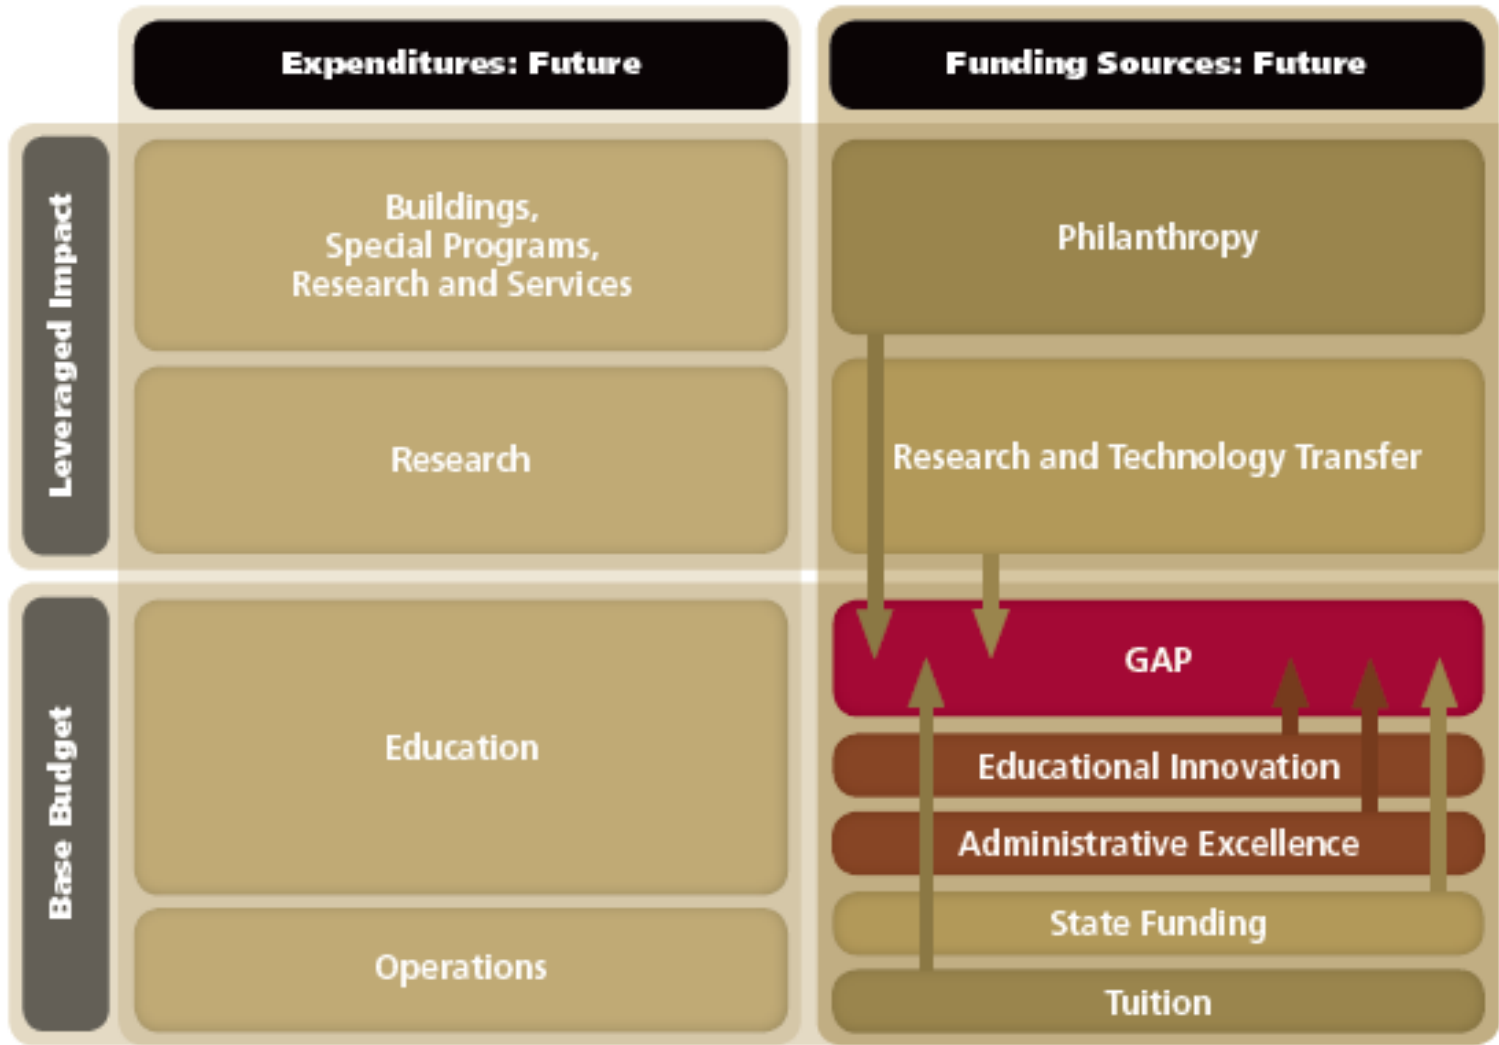 Expenditures: Future
Funding Sources: Future
Leveraged Impact
Buildings,
Special Programs,
Research and Services
Philanthropy
Research
Research and Technology Transfer
Base Budget
Education
GAP
Educational Innovation
Administrative Excellence
State Funding
Operations
Tuition